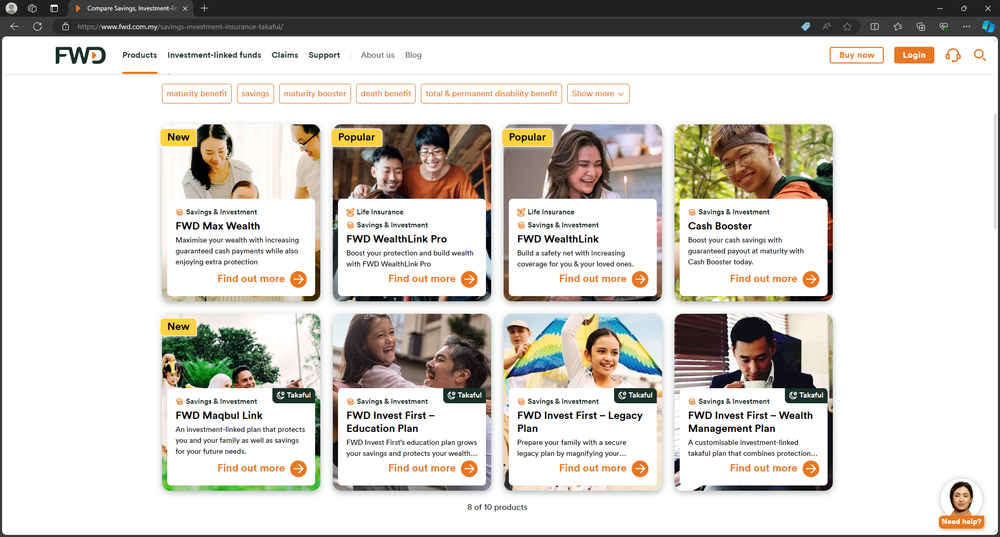 Compare Savings, Investment-lin
https://www.fwd.com.my/savings-investment-insurance-takaful/
FWD
Products
Investment-linked funds
Claims
Support
About us
Blog
Buy now
Login
maturity benefit
savings
maturity booster
death benefit
total & permanent disability benefit
Show more
New
Savings & Investment
FWD Max Wealth
Maximise your wealth with increasing
guaranteed cash payments while also
enjoying extra protection
Find out more
Popular
Life Insurance
Savings & Investment
FWD WealthLink Pro
Boost your protection and build wealth
with FWD WealthLink Pro
Find out more
Popular
Life Insurance
Savings & Investment
FWD WealthLink
Build a safety net with increasing
coverage for you & your loved ones.
Find out more
Savings & Investment
Cash Booster
Boost your cash savings with
guaranteed payout at maturity with
Cash Booster today.
Find out more
New
Takaful
Savings & Investment
FWD Maqbul Link
An investment-linked plan that protects
you and your family as well as savings
for your future needs.
Find out more
Takaful
Savings & Investment
FWD Invest First –
Education Plan
FWD Invest First's education plan grows
your savings and protects your wealth...
Find out more
Takaful
Savings & Investment
FWD Invest First – Legacy
Plan
Prepare your family with a secure
legacy plan by magnifying your...
Find out more
Takaful
Savings & Investment
FWD Invest First – Wealth
Management Plan
A customisable investment-linked
takaful plan that combines protection...
Find out more
8 of 10 products
Need help?